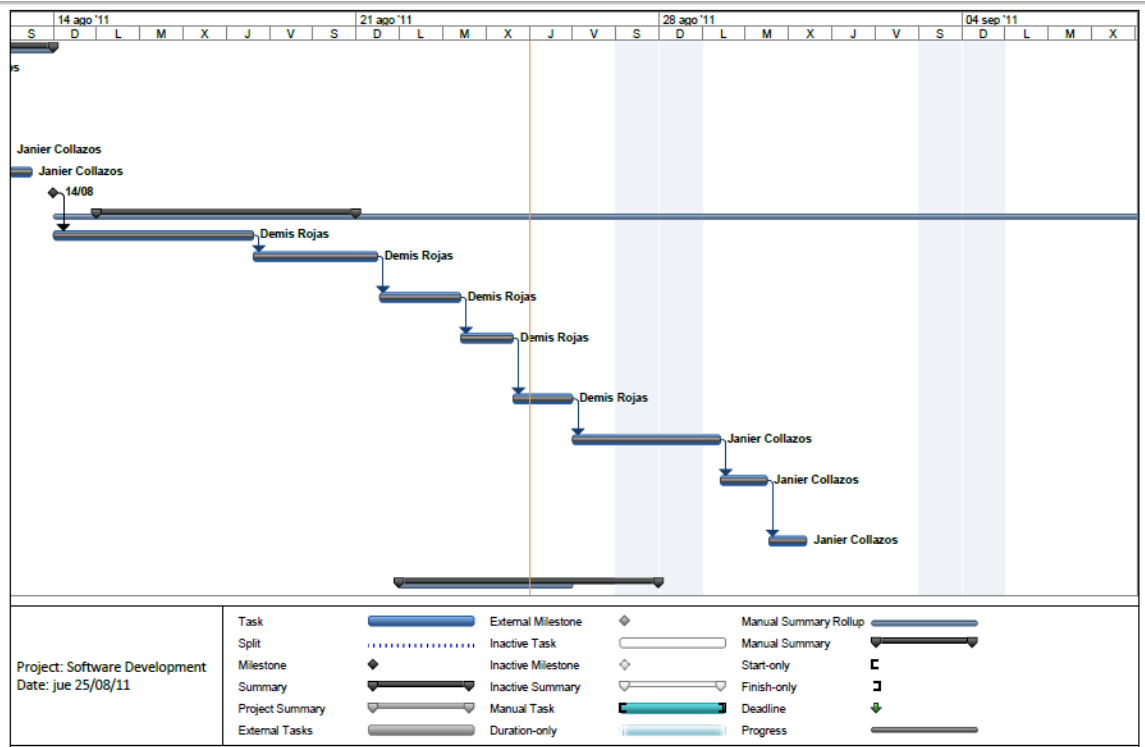 14 ago '11 21 ago '11 28 ago '11 04 sep '11
S D L M X J V S D L M X J V S D L M X J V S D L M X
os
Janier Collazos
Janier Collazos
14/08
Demis Rojas
Demis Rojas
Demis Rojas
Demis Rojas
Demis Rojas
Janier Collazos
Janier Collazos
Janier Collazos
Project: Software Development
Date: jue 25/08/11
Task
Split
Milestone
Summary
Project Summary
External Tasks
External Milestone
Inactive Task
Inactive Milestone
Inactive Summary
Manual Task
Duration-only
Manual Summary Rollup
Manual Summary
Start-only
Finish-only
Deadline
Progress